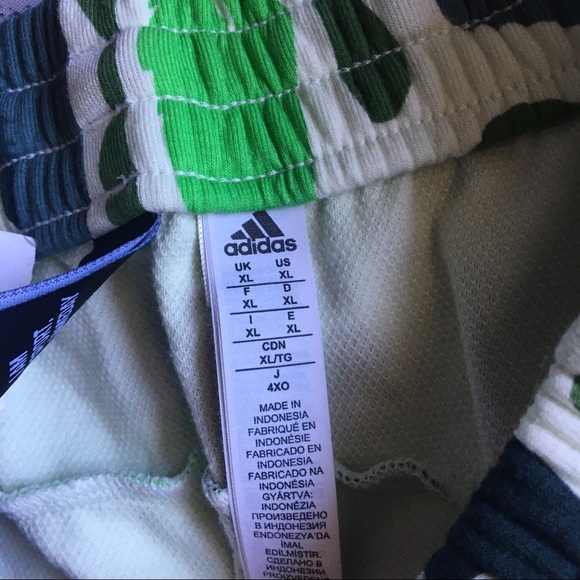 adidas
UK US
XL XL
F D
XL XL
I E
XL XL
CDN
XL/TG
J
4XO
MADE IN
INDONESIA
FABRIQUÉ EN
INDONÉSIE
FABRICADO EN
INDONESIA
FABRICADO NA
INDONÉSIA
GYÁRTVA:
INDONÉZIA
ПРОИЗВЕДЕНО
В ИНДОНЕЗИЯ
ENDONEZYA'DA
İMAL
EDİLMİŞTİR.
СДЕЛАНО В